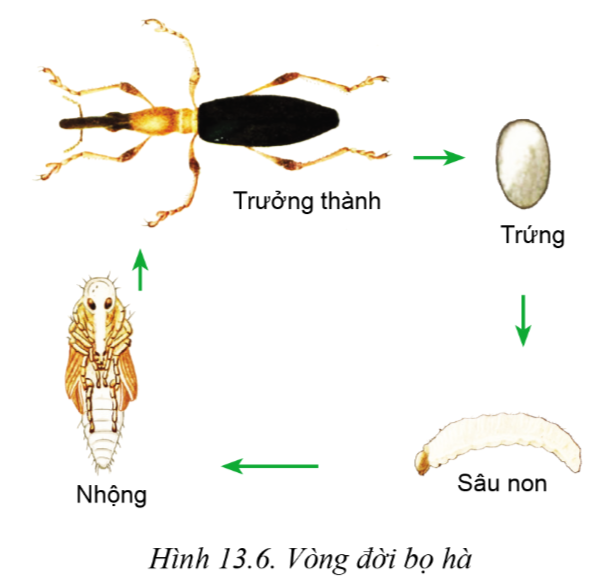 Trưởng thành
Trứng
Sâu non
Nhộng
Hình 13.6. Vòng đời bọ hà